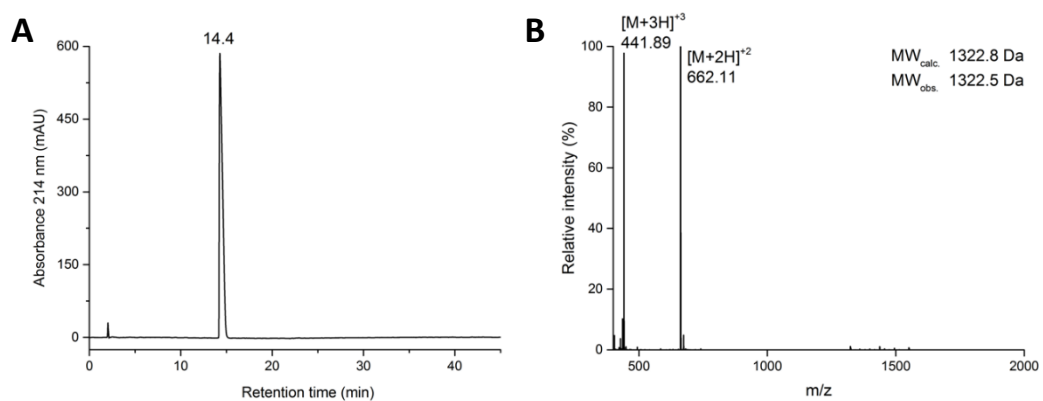 A
14.4
600
450
300
150
0
Absorbance 214 nm (mAU)
0 10 20 30 40
Retention time (min)
B
[M+3H]+3
441.89
[M+2H]+2
662.11
MWcalc. 1322.8 Da
MWobs. 1322.5 Da
100
80
60
40
20
0
Relative intensity (%)
500 1000 1500 2000
m/z